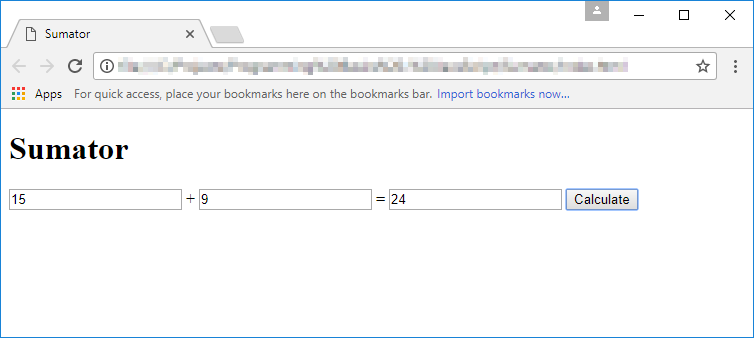 Sumator
Apps For quick access, place your bookmarks here on the bookmarks bar. Import bookmarks now...
Sumator
15 + 9 = 24 Calculate